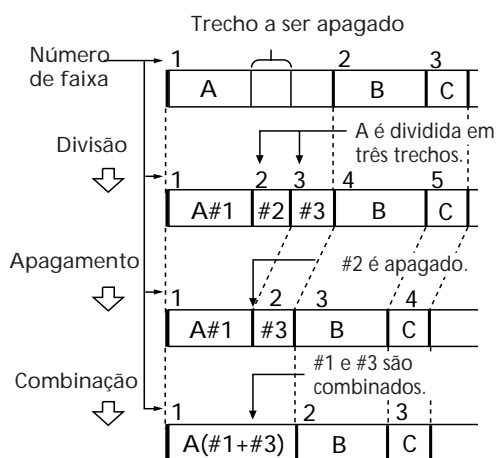 Trecho a ser apagado
Número
de faixa
1 2 3
A B C
Divisão
A é dividida em
três trechos.
1 2 3 4 5
A#1 #2 #3 B C
Apagamento
#2 é apagado.
1 2 3 4
A#1 #3 B C
Combinação
#1 e #3 são
combinados.
1 2 3
A(#1+#3) B C